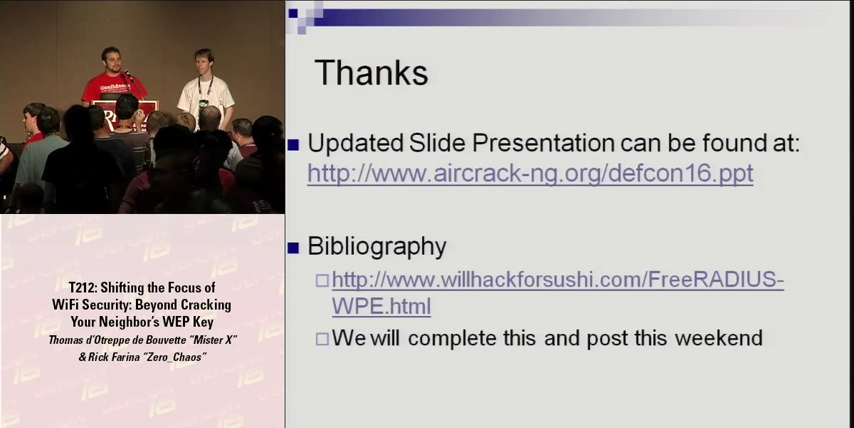 Thanks
Updated Slide Presentation can be found at:
http://www.aircrack-ng.org/defcon16.ppt
Bibliography
http://www.willhackforsushi.com/FreeRADIUS-
WPE.html
We will complete this and post this weekend
T212: Shifting the Focus of
WiFi Security: Beyond Cracking
Your Neighbor's WEP Key
Thomas d'Otreppe de Bouvette "Mister X"
& Rick Farina "Zero_Chaos"